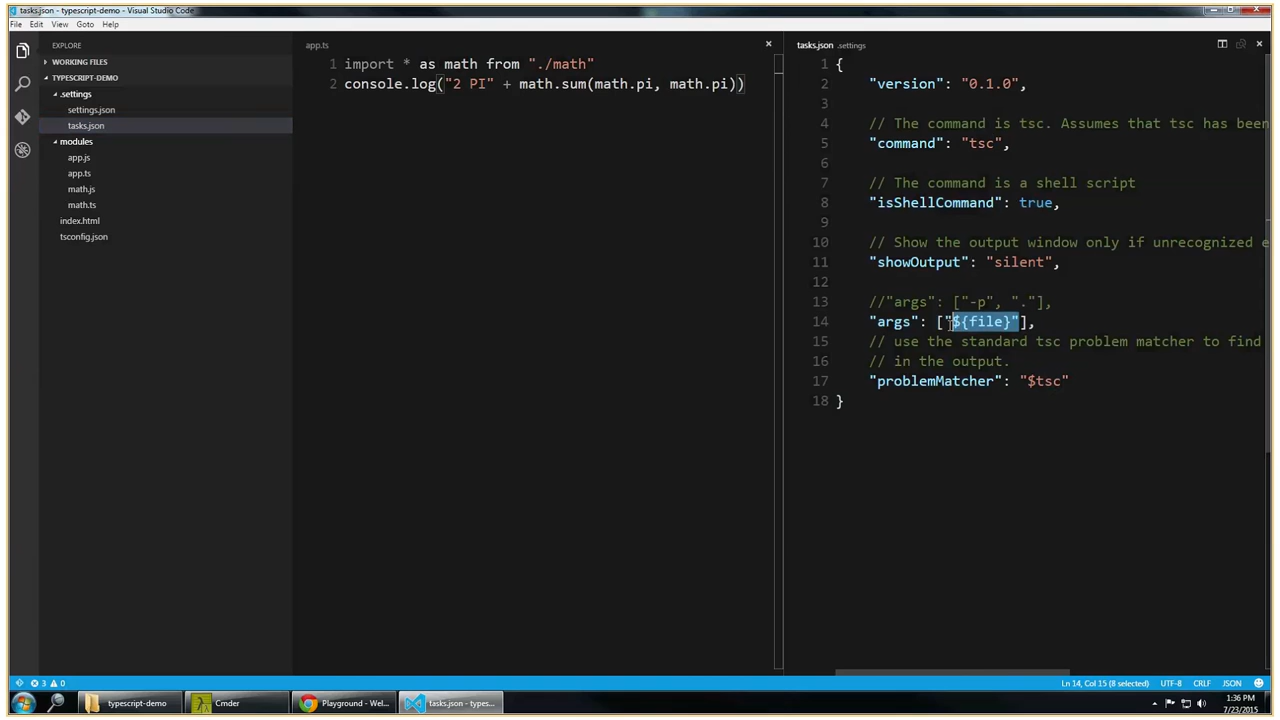 tasks.json - typescript-demo - Visual Studio Code
File Edit View Goto Help
EXPLORE
WORKING FILES
TYPESCRIPT-DEMO
.settings
settings.json
tasks.json
modules
app.js
app.ts
math.js
math.ts
index.html
tsconfig.json
app.ts
1 import * as math from "./math"
2 console.log("2 PI" + math.sum(math.pi, math.pi))
tasks.json .settings
1 {
2 "version": "0.1.0",
3
4 // The command is tsc. Assumes that tsc has been
5 "command": "tsc",
6
7 // The command is a shell script
8 "isShellCommand": true,
9
10 // Show the output window only if unrecognized e
11 "showOutput": "silent",
12
13 //"args": ["-p", "."],
14 "args": ["${file}"],
15 // use the standard tsc problem matcher to find
16 // in the output.
17 "problemMatcher": "$tsc"
18 }
3 0
Ln 14, Col 15 (8 selected) UTF-8 CRLF JSON
typescript-demo
Cmder
Playground - Wel...
tasks.json - types...
1:36 PM
7/23/2015